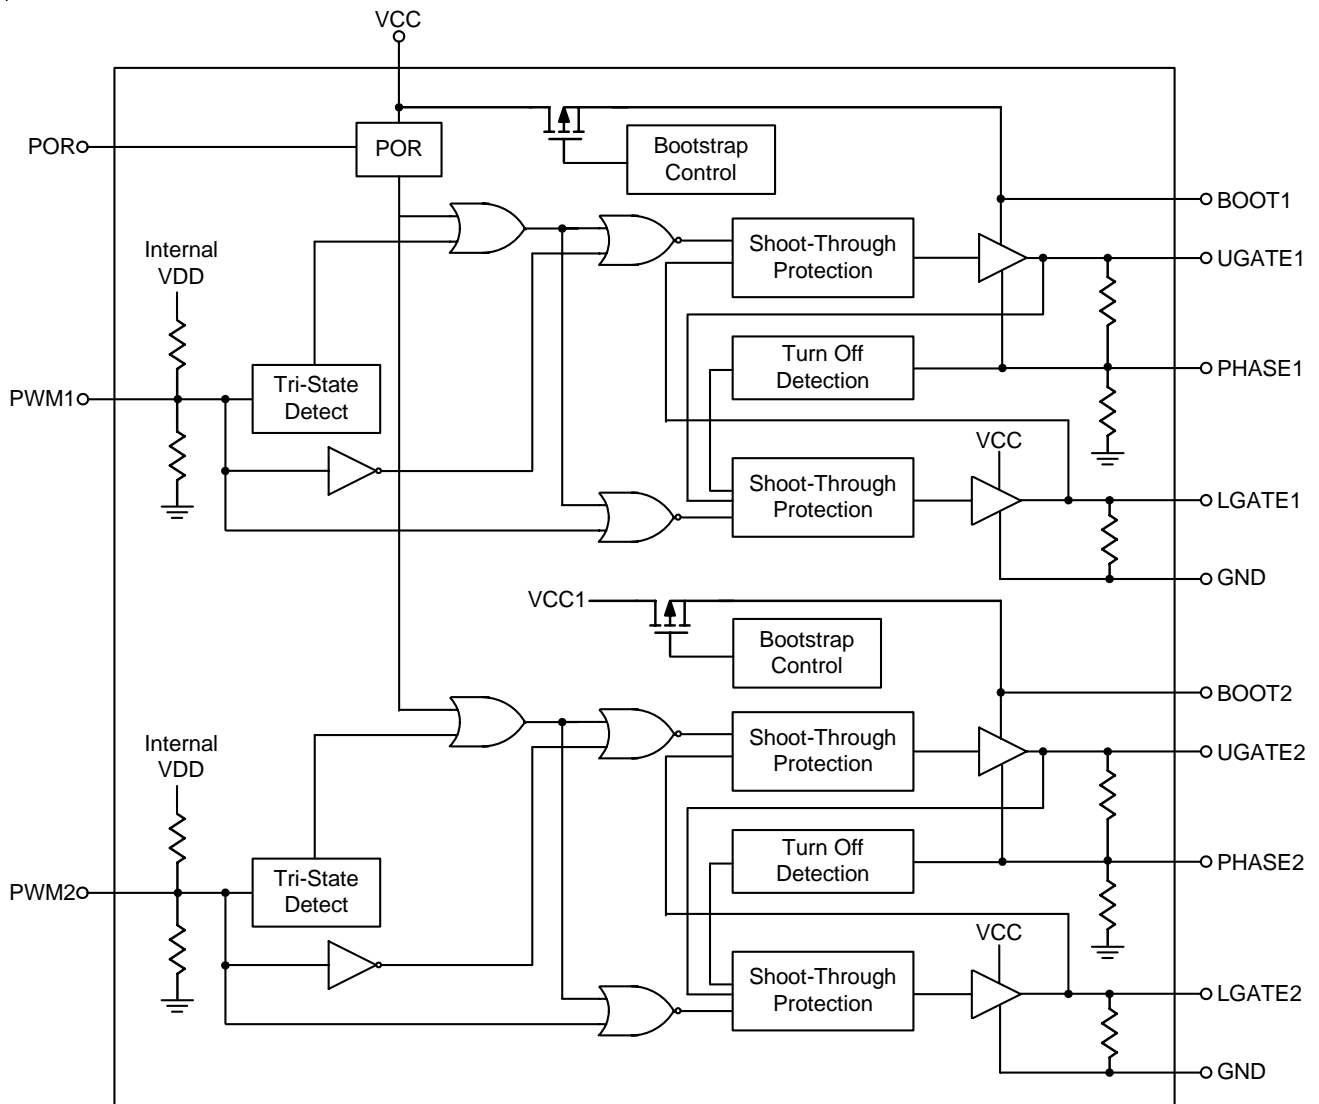 VCC
POR
POR
Bootstrap
Control
BOOT1
Internal
VDD
Shoot-Through
Protection
UGATE1
Turn Off
Detection
PHASE1
PWM1
Tri-State
Detect
VCC
Shoot-Through
Protection
LGATE1
GND
VCC1
Bootstrap
Control
BOOT2
Internal
VDD
Shoot-Through
Protection
UGATE2
Turn Off
Detection
PHASE2
PWM2
Tri-State
Detect
VCC
Shoot-Through
Protection
LGATE2
GND